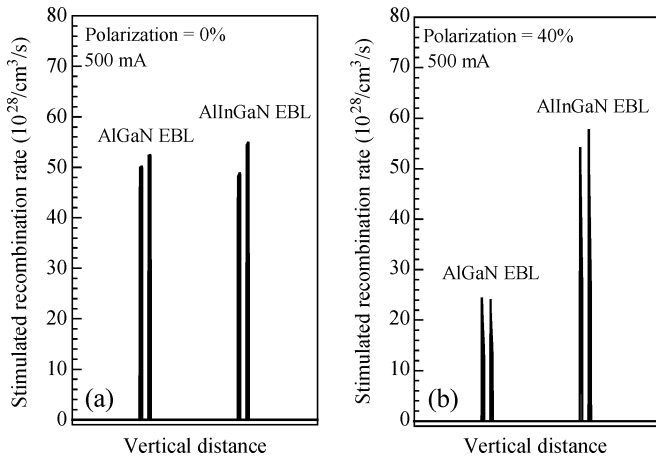 Stimulated recombination rate (10^28/cm^3/s)
80
70
60
50
40
30
20
10
0
Polarization = 0%
500 mA
AlGaN EBL
AlInGaN EBL
(a)
Vertical distance
Stimulated recombination rate (10^28/cm^3/s)
80
70
60
50
40
30
20
10
0
Polarization = 40%
500 mA
AlInGaN EBL
AlGaN EBL
(b)
Vertical distance